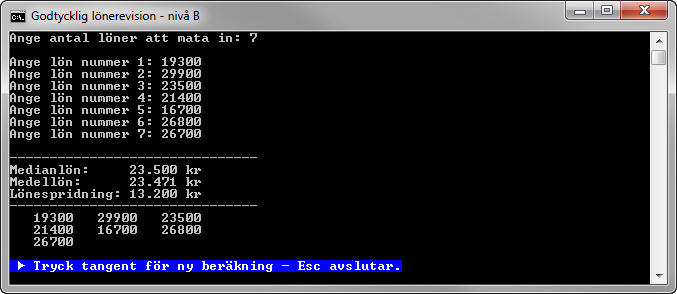 Godtycklig lönerevision - nivå B
Ange antal löner att mata in: 7
Ange lön nummer 1: 19300
Ange lön nummer 2: 29900
Ange lön nummer 3: 23500
Ange lön nummer 4: 21400
Ange lön nummer 5: 16700
Ange lön nummer 6: 26800
Ange lön nummer 7: 26700
-------------------------------
Medianlön: 23.500 kr
Medellön: 23.471 kr
Lönespridning: 13.200 kr
-------------------------------
19300 29900 23500
21400 16700 26800
26700
► Tryck tangent för ny beräkning - Esc avslutar.